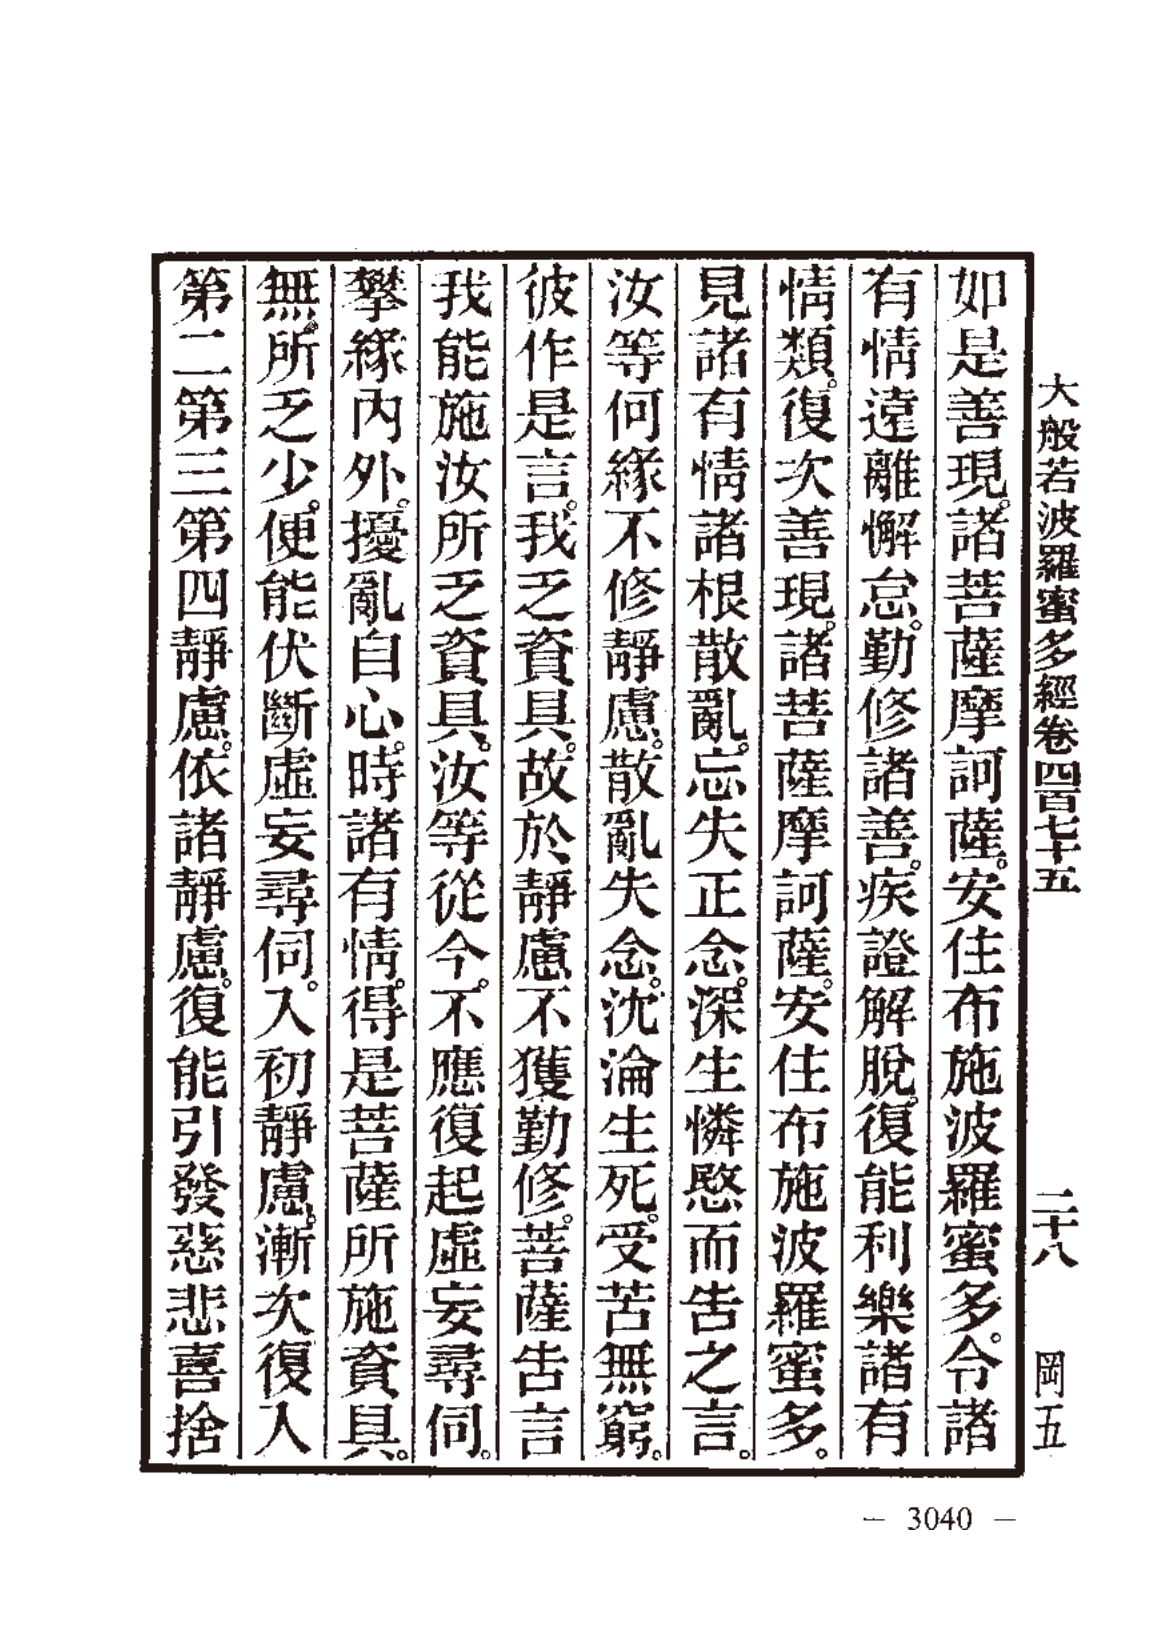 大般若波羅蜜多經卷四百七十五　二十八　岡五
如是善現。諸菩薩摩訶薩。安住布施波羅蜜多。令諸
有情遠離懈怠。勤修諸善。疾證解脫。復能利樂諸有
情類。復次善現。諸菩薩摩訶薩。安住布施波羅蜜多。
見諸有情諸根散亂。忘失正念。深生憐愍而告之言。
汝等何緣不修靜慮。散亂失念。沈淪生死。受苦無窮。
彼作是言。我乏資具。故於靜慮不獲勤修。菩薩告言
我能施汝所乏資具。汝等從今。不應復起虛妄尋伺。
攀緣內外。擾亂自心。時諸有情。得是菩薩所施資具。
無所乏少。便能伏斷虛妄尋伺。入初靜慮。漸次復入
第二第三第四靜慮。依諸靜慮。復能引發慈悲喜捨
— 3040 —